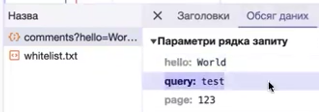 Назва
Заголовки
Обсяг даних
comments?hello=Wor...
whitelist.txt
▼Параметри рядка запиту
hello: World
query: test
page: 123